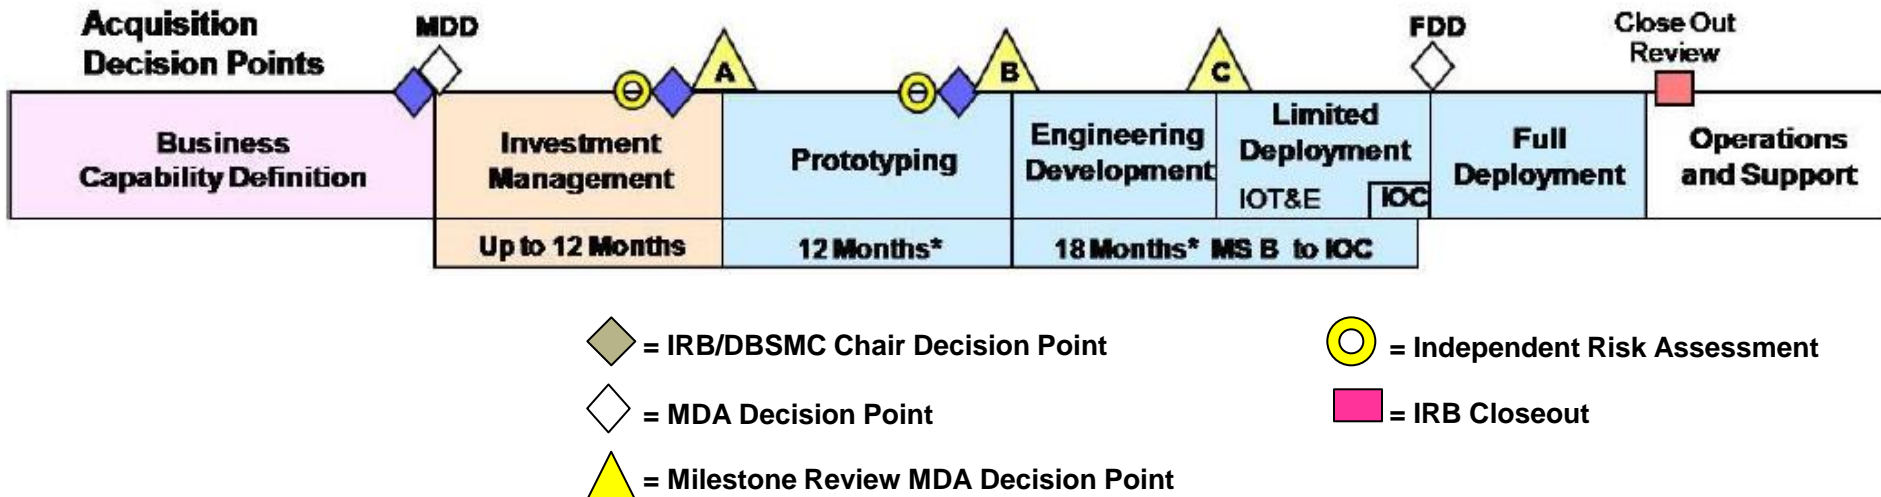 Acquisition
Decision Points
MDD
A
B
C
FDD
Close Out
Review
Business
Capability Definition
Investment
Management
Prototyping
Engineering
Development
Limited
Deployment
IOT&E
IOC
Full
Deployment
Operations
and Support
Up to 12 Months
12 Months*
18 Months* MS B to IOC
= IRB/DBSMC Chair Decision Point
= Independent Risk Assessment
= MDA Decision Point
= IRB Closeout
= Milestone Review MDA Decision Point